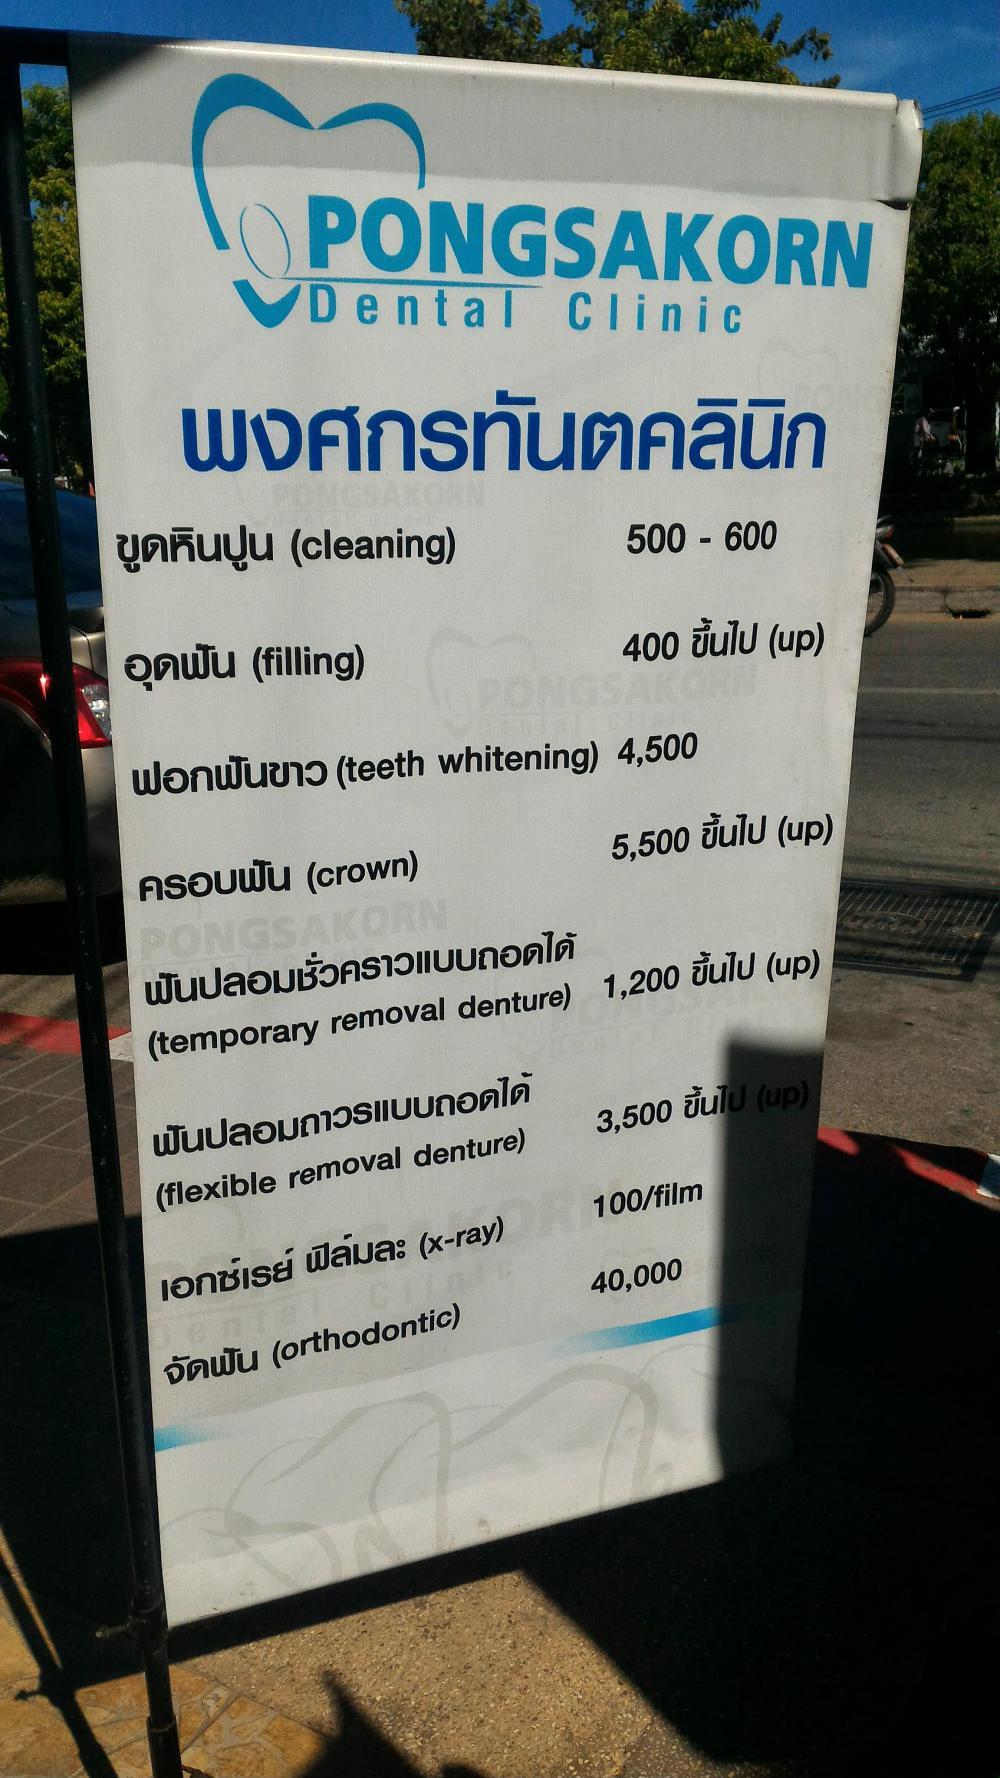 PONGSAKORN
Dental Clinic
พงศกรทันตคลินิก
ขูดหินปูน (cleaning) 500 - 600
อุดฟัน (filling) 400 ขึ้นไป (up)
ฟอกฟันขาว (teeth whitening) 4,500
ครอบฟัน (crown) 5,500 ขึ้นไป (up)
ฟันปลอมชั่วคราวแบบถอดได้
(temporary removal denture) 1,200 ขึ้นไป (up)
ฟันปลอมถาวรแบบถอดได้
(flexible removal denture) 3,500 ขึ้นไป (up)
เอกซ์เรย์ ฟิล์มละ (x-ray) 100/film
จัดฟัน (orthodontic) 40,000